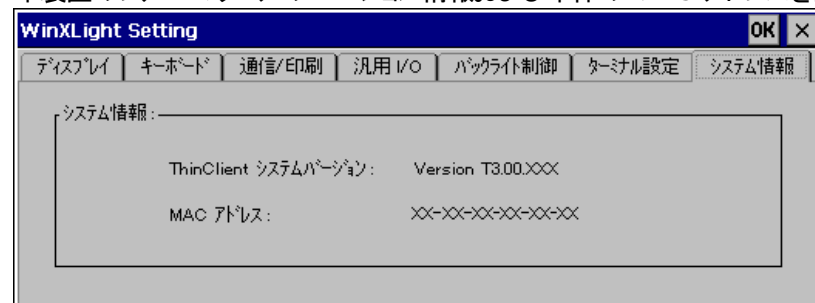 WinXLight Setting OK ×
ﾃﾞｨｽﾌﾟﾚｲ ｷｰﾎﾞｰﾄﾞ 通信/印刷 汎用 I/O ﾊﾞｯｸﾗｲﾄ制御 ﾀｰﾐﾅﾙ設定 ｼｽﾃﾑ情報
ｼｽﾃﾑ情報:
ThinClient ｼｽﾃﾑﾊﾞｰｼﾞｮﾝ: Version T3.00.XXX
MAC ｱﾄﾞﾚｽ: XX-XX-XX-XX-XX-XX